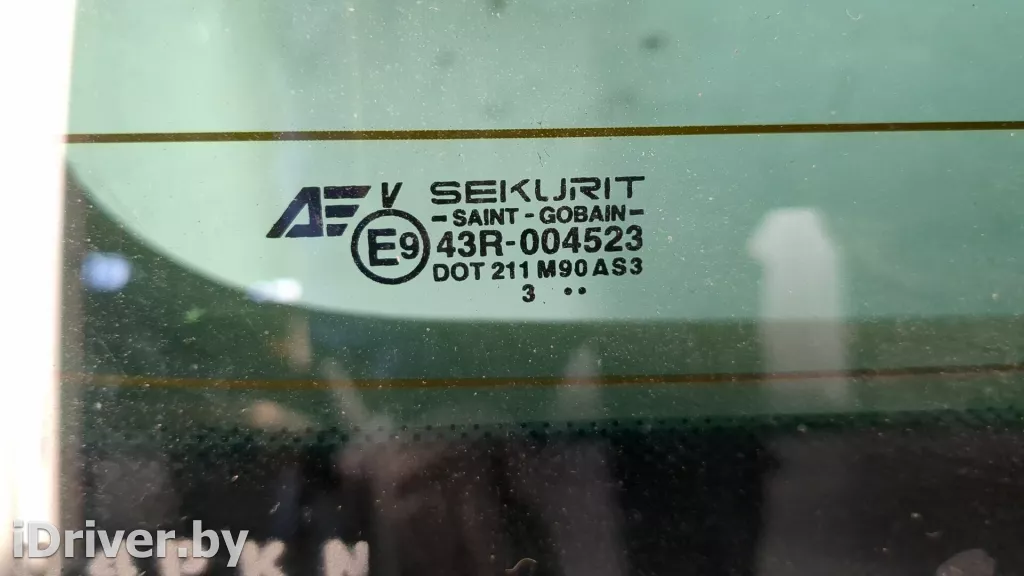 AE V SEKURIT
- SAINT - GOBAIN -
E9 43R-004523
DOT 211 M90 AS3
3 ..
iDriver.by